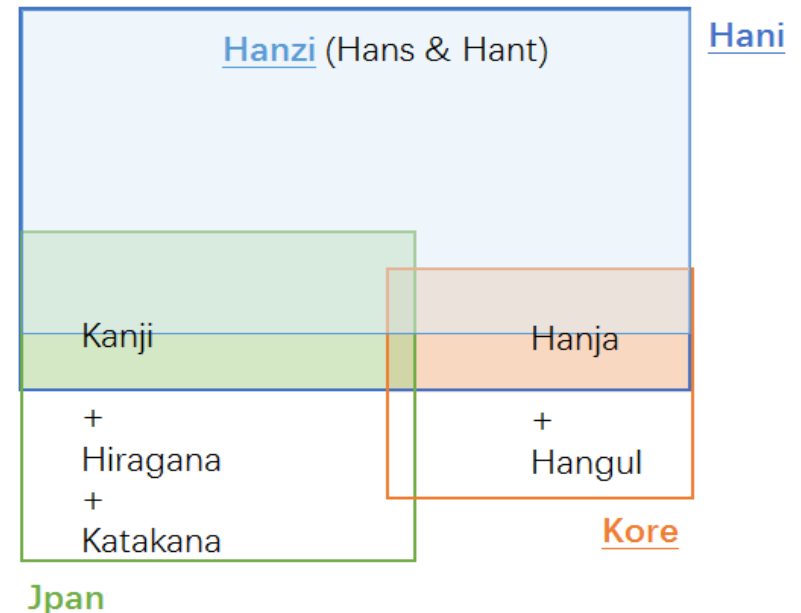 Hanzi (Hans & Hant)
Hani
Kanji
+
Hiragana
+
Katakana
Jpan
Hanja
+
Hangul
Kore